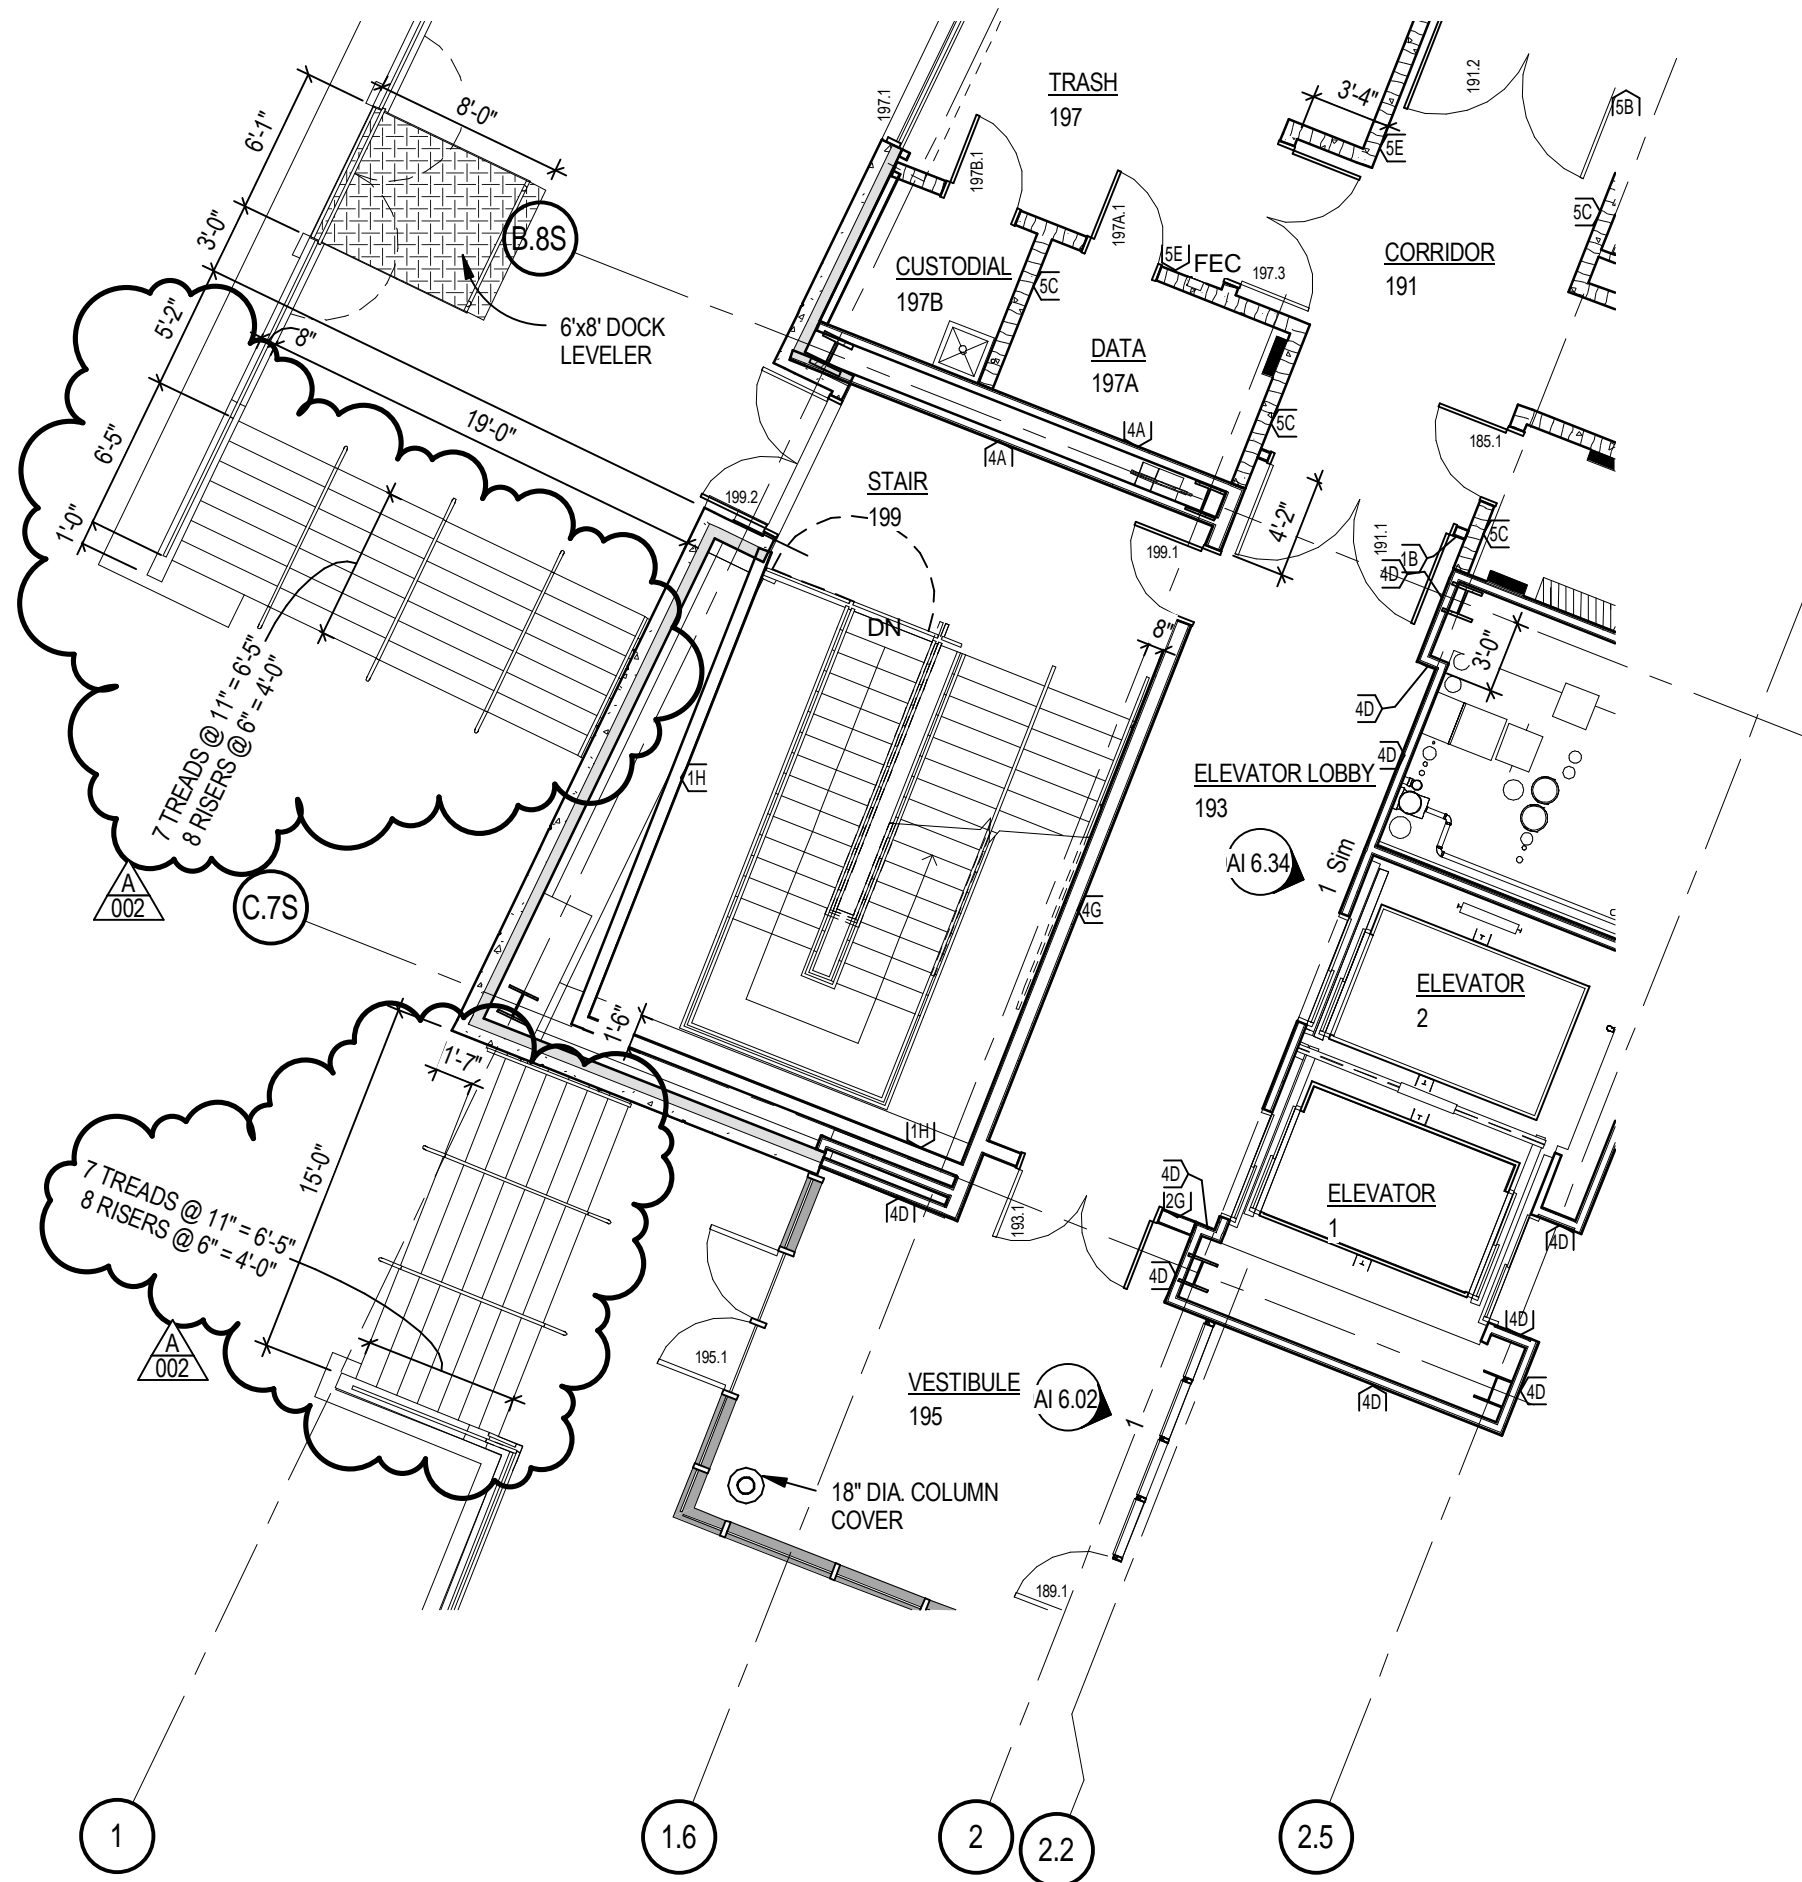 TRASH
197
197.1
191.2
3'-4"
5B
5E
8'-0"
6'-1"
3'-0"
B.8S
197B.1
197A.1
5E
FEC
197.3
5C
CORRIDOR
191
CUSTODIAL
197B
5C
DATA
197A
6'x8' DOCK
LEVELER
5'-2"
8"
19'-0"
6'-5"
1'-0"
4A
4A
5C
185.1
STAIR
199
199.2
4'-2"
199.1
191.1
5C
1B
4D
DN
8"
3'-0"
4D
4D
7 TREADS @ 11" = 6'-5"
8 RISERS @ 6" = 4'-0"
1H
ELEVATOR LOBBY
193
AI 6.34
1 Sim
A
002
C.7S
4G
ELEVATOR
2
1'-6"
1'-7"
15'-0"
7 TREADS @ 11" = 6'-5"
8 RISERS @ 6" = 4'-0"
1H
4D
193.1
4D
2G
4D
ELEVATOR
1
4D
4D
4D
4D
A
002
195.1
VESTIBULE
195
AI 6.02
1
18" DIA. COLUMN
COVER
189.1
1
1.6
2
2.2
2.5